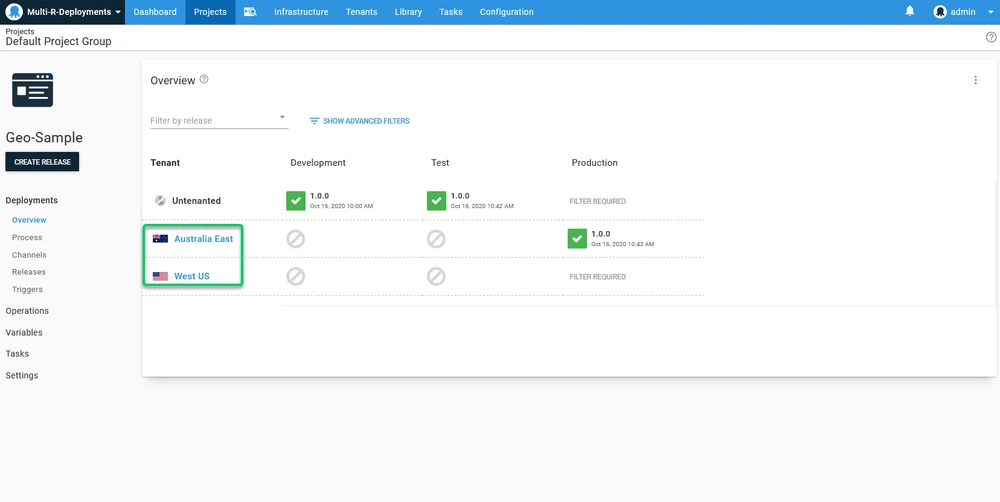 Multi-R-Deployments Dashboard Projects Infrastructure Tenants Library Tasks Configuration admin
Projects
Default Project Group
Geo-Sample
CREATE RELEASE
Deployments
Overview
Process
Channels
Releases
Triggers
Operations
Variables
Tasks
Settings
Overview
Filter by release SHOW ADVANCED FILTERS
Tenant Development Test Production
Untenanted 1.0.0 1.0.0 FILTER REQUIRED
Oct 16, 2020 10:00 AM Oct 16, 2020 10:42 AM
Australia East 1.0.0
Oct 16, 2020 10:43 AM
West US FILTER REQUIRED